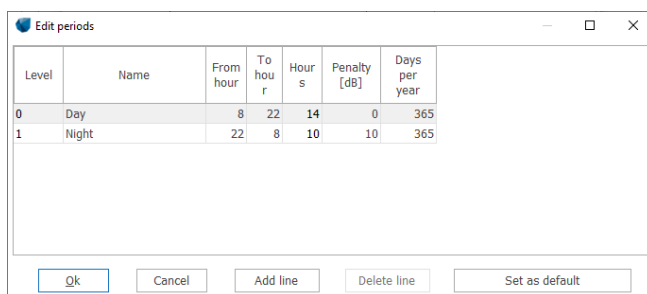 Edit periods
Level Name From hour To hou r Hour s Penalty [dB] Days per year
0 Day 8 22 14 0 365
1 Night 22 8 10 10 365
Ok Cancel Add line Delete line Set as default